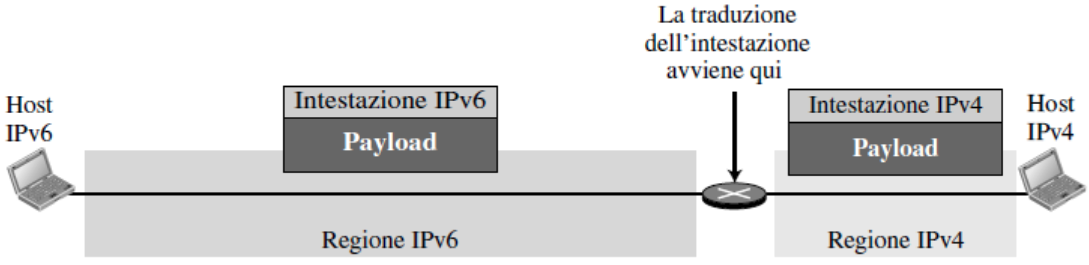 La traduzione
dell'intestazione
avviene qui
Host
IPv6
Intestazione IPv6
Payload
Intestazione IPv4
Payload
Host
IPv4
Regione IPv6
Regione IPv4